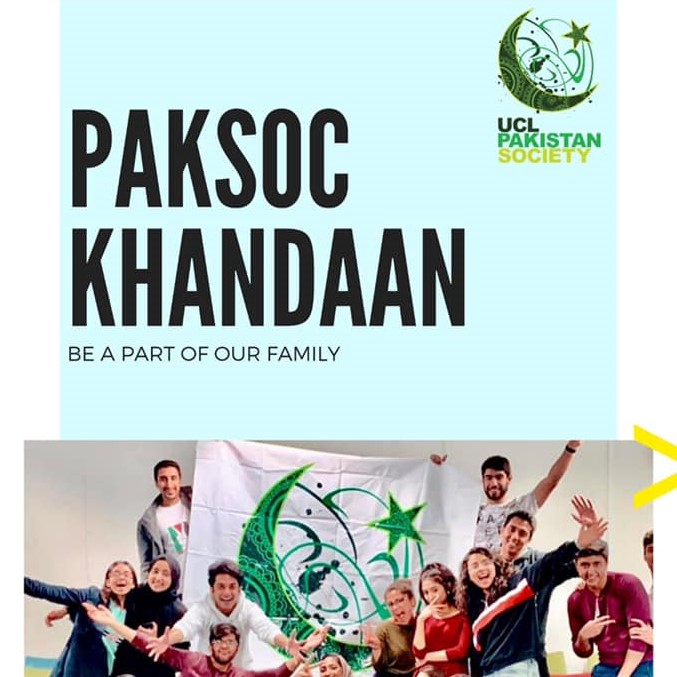 PAKSOC
KHANDAAN
BE A PART OF OUR FAMILY
UCL
PAKISTAN
SOCIETY